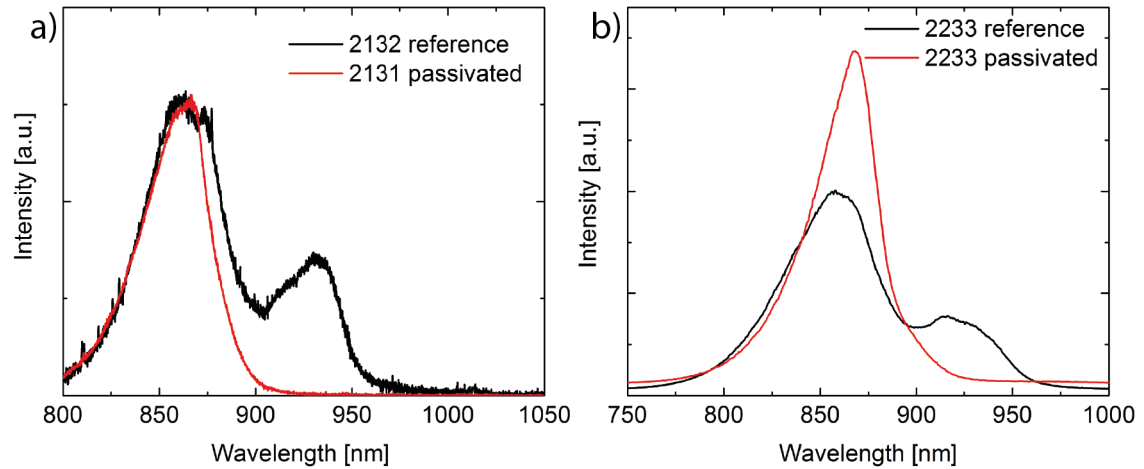 a)
2132 reference
2131 passivated
Intensity [a.u.]
800 850 900 950 1000 1050
Wavelength [nm]
b)
2233 reference
2233 passivated
Intensity [a.u.]
750 800 850 900 950 1000
Wavelength [nm]